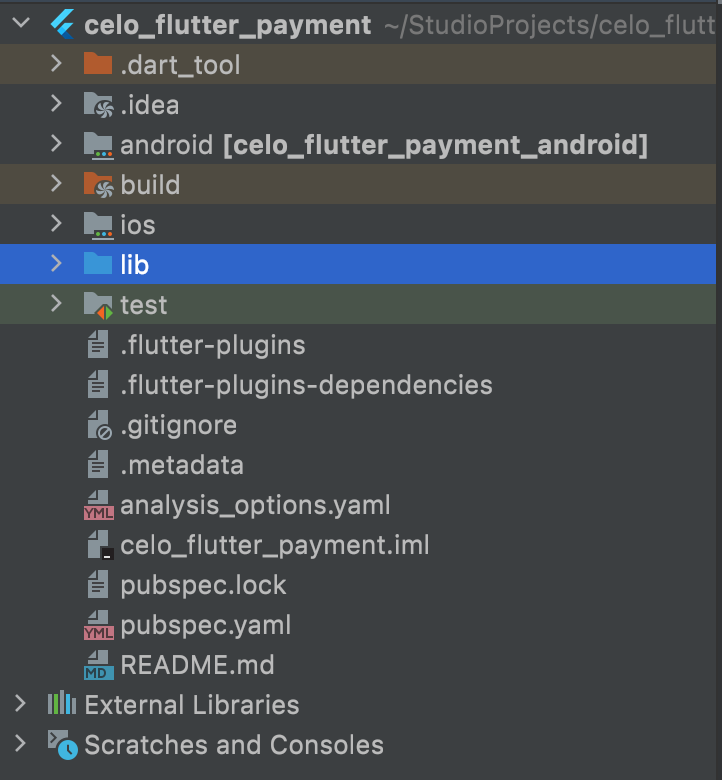 celo_flutter_payment ~/StudioProjects/celo_flutt
.dart_tool
.idea
android [celo_flutter_payment_android]
build
ios
lib
test
.flutter-plugins
.flutter-plugins-dependencies
.gitignore
.metadata
YML analysis_options.yaml
celo_flutter_payment.iml
pubspec.lock
YML pubspec.yaml
MD README.md
External Libraries
Scratches and Consoles